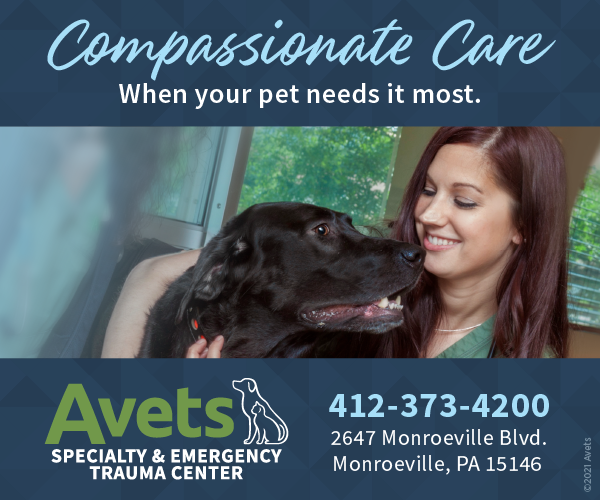 Compassionate Care
When your pet needs it most.
Avets
SPECIALTY & EMERGENCY
TRAUMA CENTER
412-373-4200
2647 Monroeville Blvd.
Monroeville, PA 15146
©2021 Avets